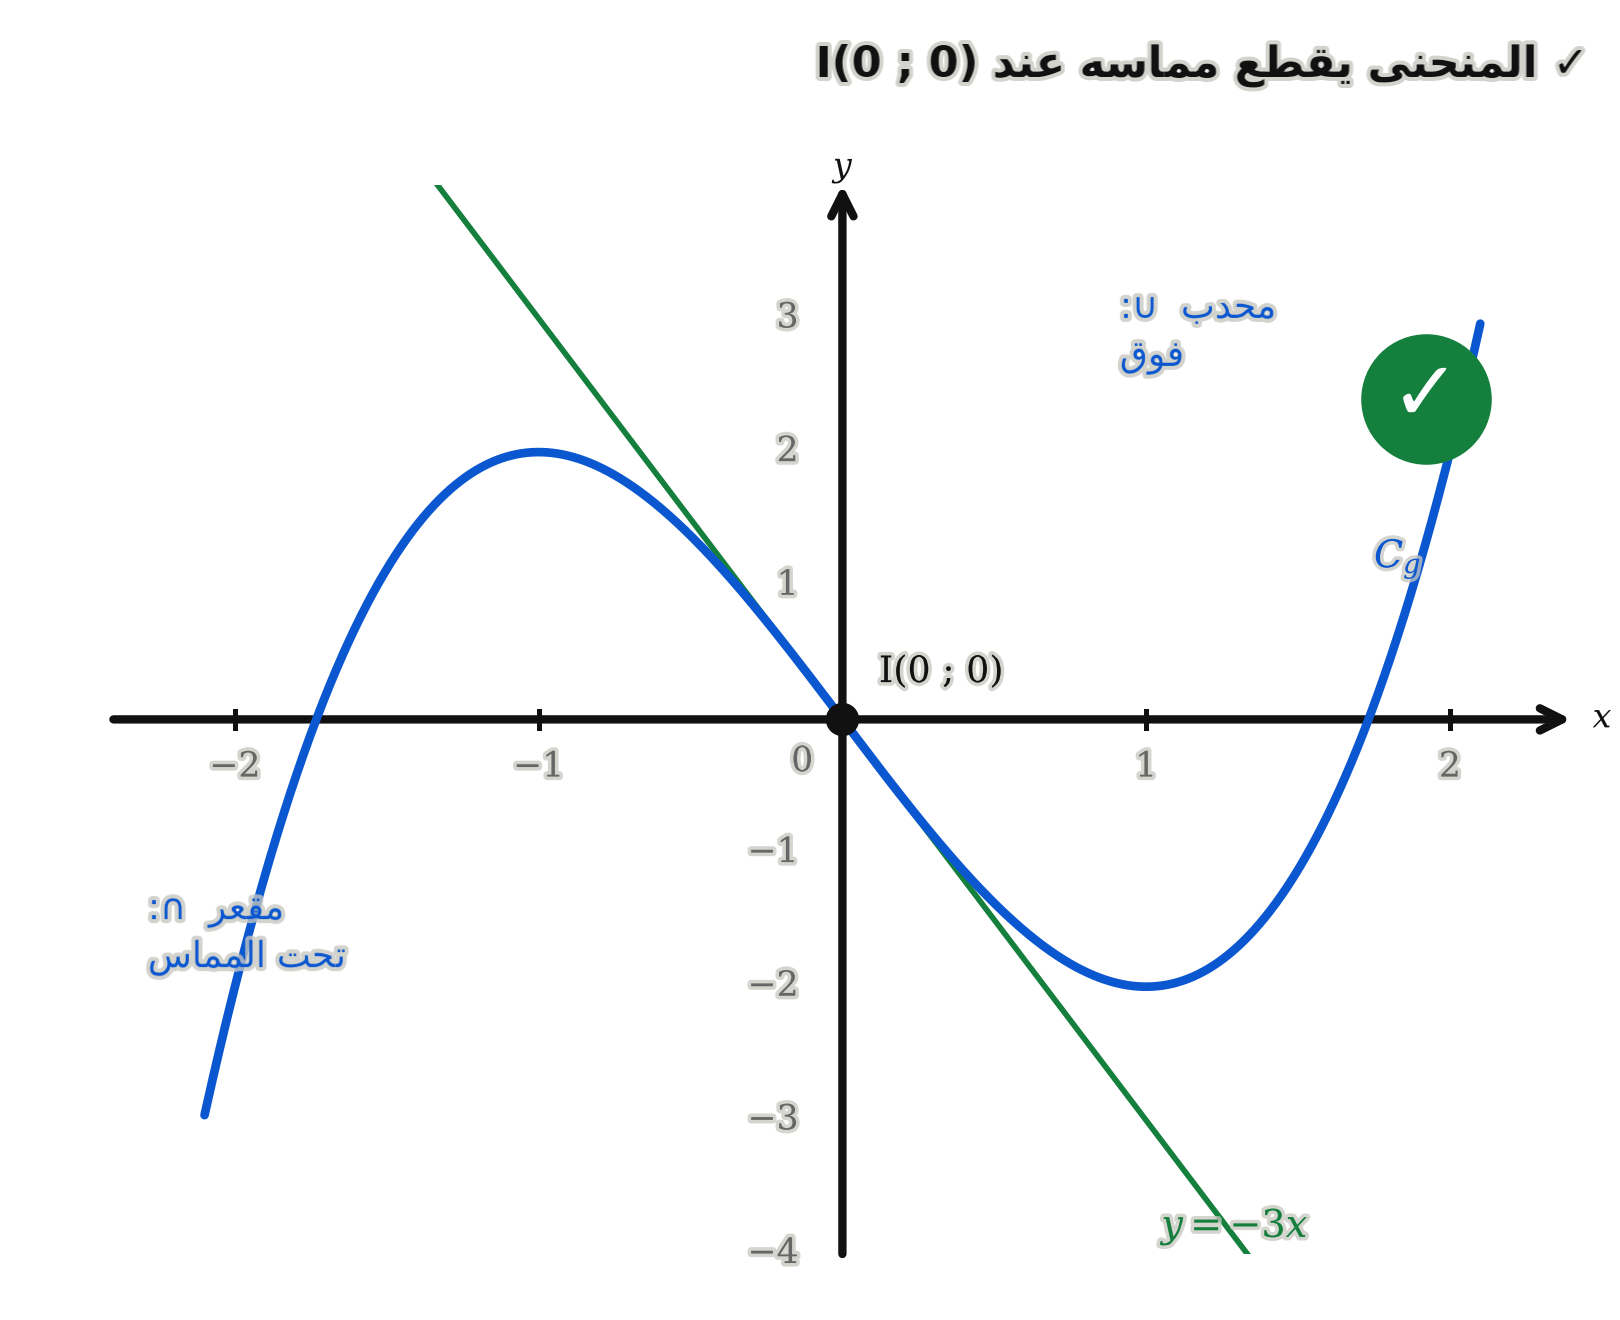 ✓ المنحنى يقطع مماسه عند I(0 ; 0)
y
3
محدب ∪:
فوق
2
✓
C_g
1
I(0 ; 0)
x
−2
−1
0
1
2
−1
مقعر ∩:
تحت المماس
−2
−3
y = −3x
−4